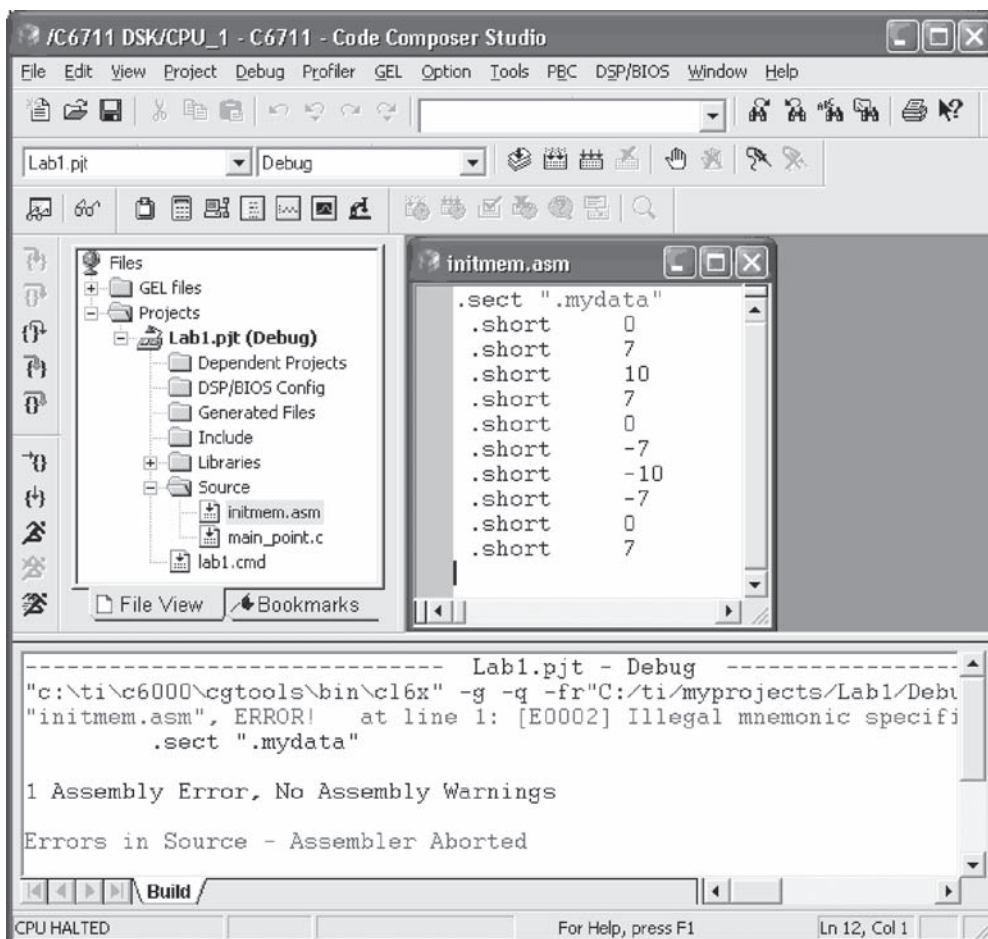 /C6711 DSK/CPU_1 - C6711 - Code Composer Studio
File Edit View Project Debug Profiler GEL Option Tools PBC DSP/BIOS Window Help
Lab1.pjt Debug
Files
GEL files
Projects
Lab1.pjt (Debug)
Dependent Projects
DSP/BIOS Config
Generated Files
Include
Libraries
Source
initmem.asm
main_point.c
lab1.cmd
File View Bookmarks
initmem.asm
.sect ".mydata"
.short 0
.short 7
.short 10
.short 7
.short 0
.short -7
.short -10
.short -7
.short 0
.short 7
-------------------------------- Lab1.pjt - Debug ------------------
"c:\ti\c6000\cgtools\bin\cl6x" -g -q -fr"C:/ti/myprojects/Lab1/Debu
"initmem.asm", ERROR! at line 1: [E0002] Illegal mnemonic specifi
.sect ".mydata"
1 Assembly Error, No Assembly Warnings
Errors in Source - Assembler Aborted
Build
CPU HALTED For Help, press F1 Ln 12, Col 1